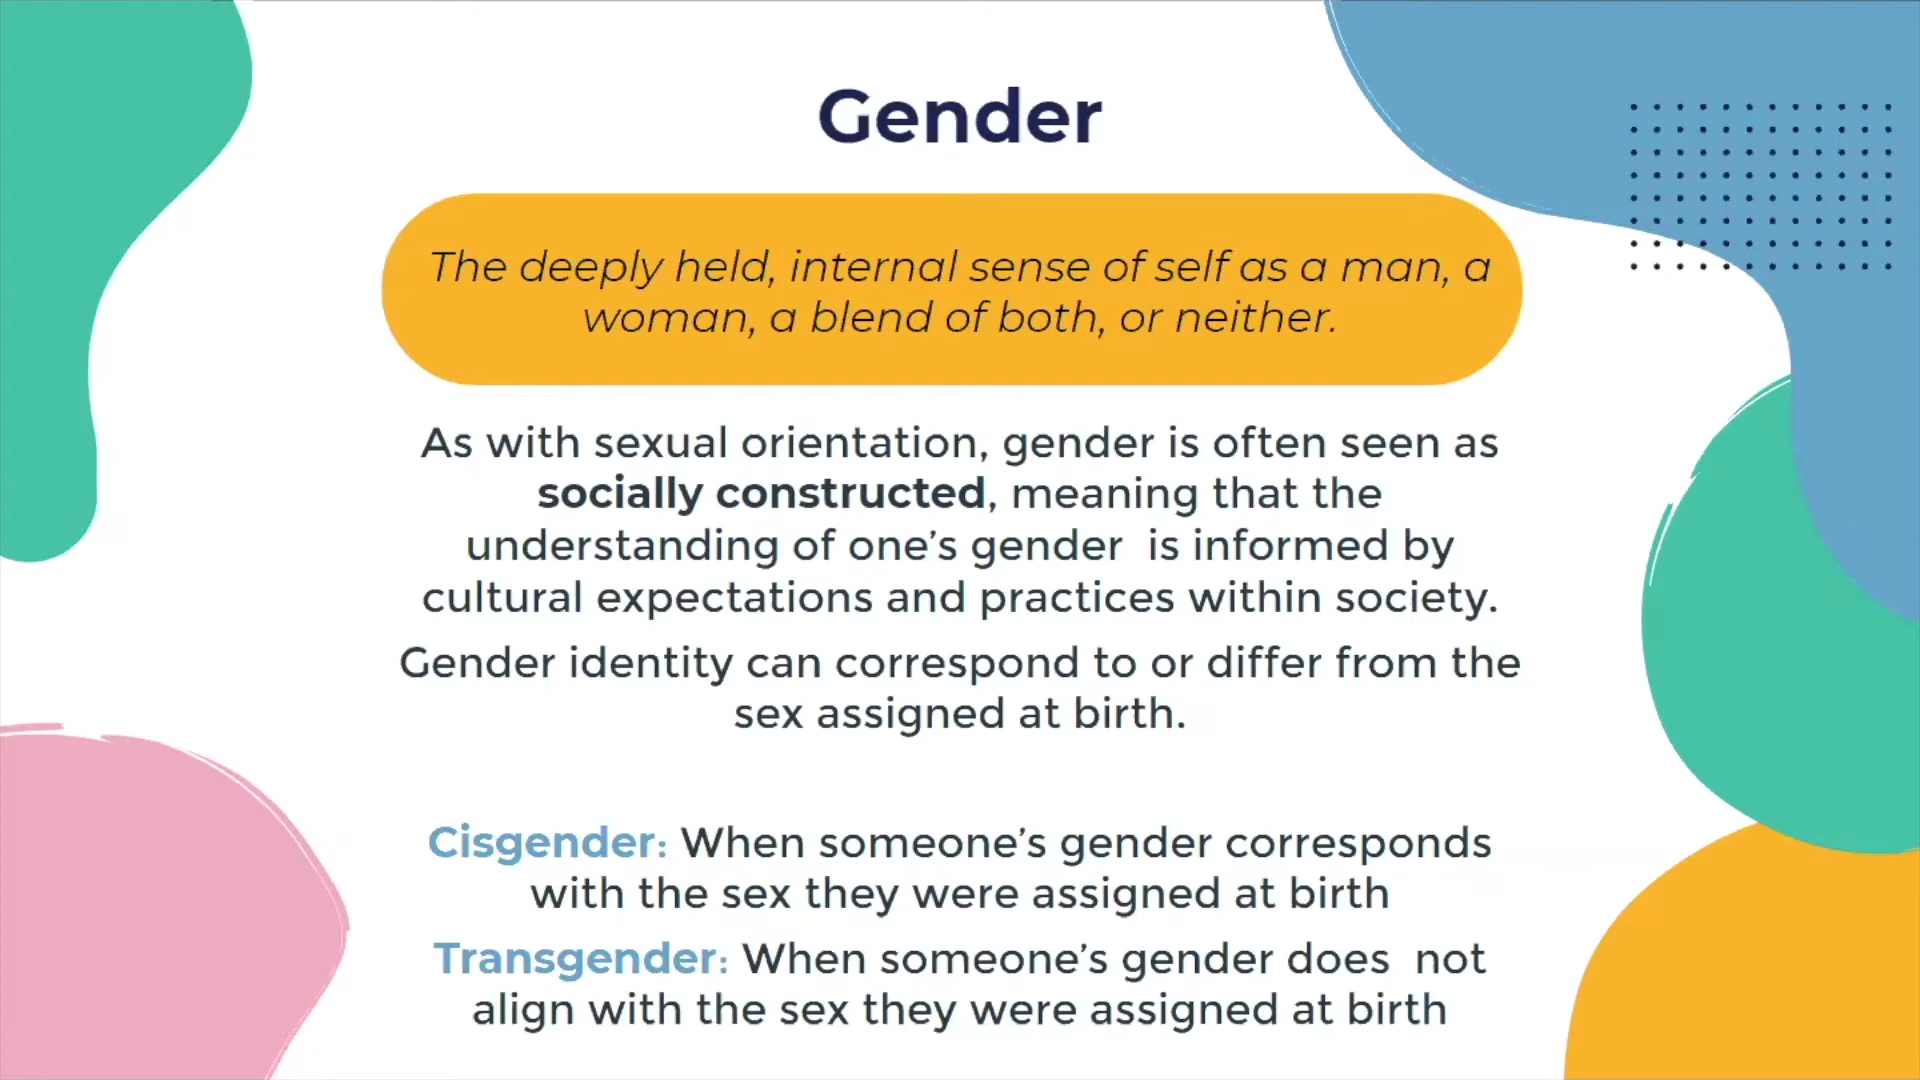 Gender
The deeply held, internal sense of self as a man, a
woman, a blend of both, or neither.
As with sexual orientation, gender is often seen as
socially constructed, meaning that the
understanding of one’s gender  is informed by
cultural expectations and practices within society.
Gender identity can correspond to or differ from the
sex assigned at birth.
Cisgender: When someone’s gender corresponds
with the sex they were assigned at birth
Transgender: When someone’s gender does  not
align with the sex they were assigned at birth